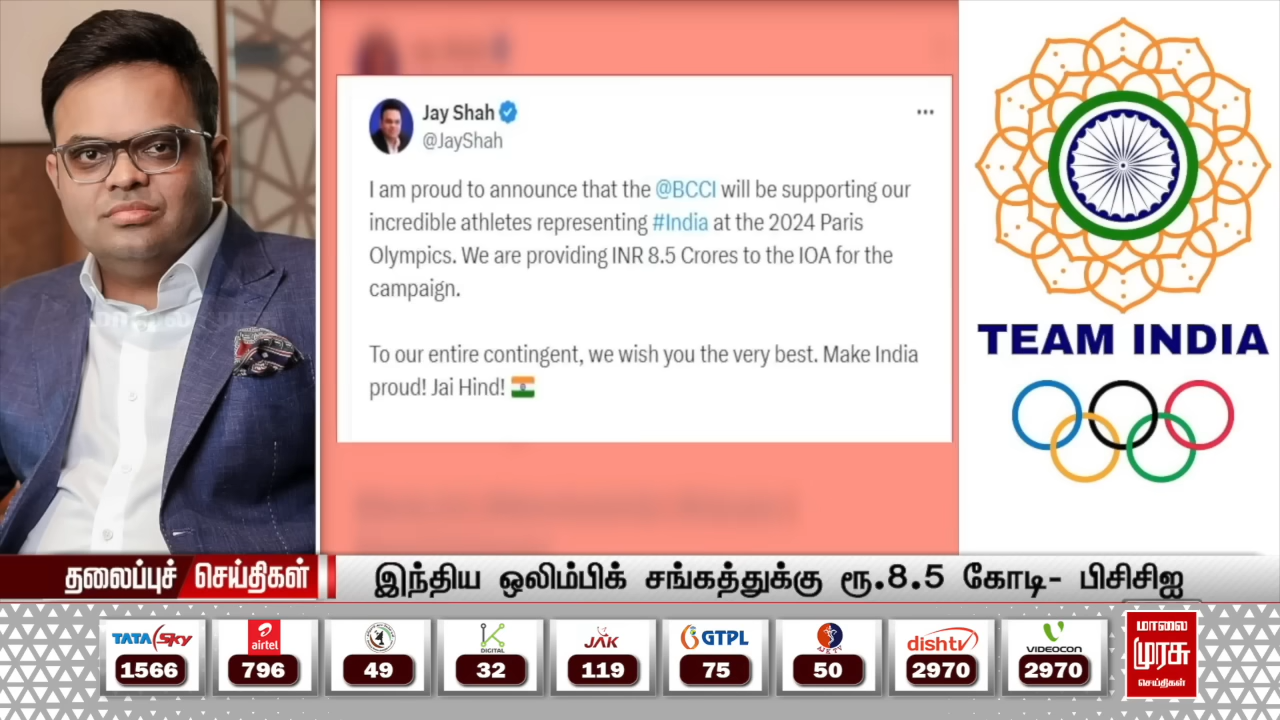 Jay Shah
@JayShah
I am proud to announce that the @BCCI will be supporting our
incredible athletes representing #India at the 2024 Paris
Olympics. We are providing INR 8.5 Crores to the IOA for the
campaign.
To our entire contingent, we wish you the very best. Make India
proud! Jai Hind! 🇮🇳
TEAM INDIA
தலைப்புச் செய்திகள்
இந்திய ஒலிம்பிக் சங்கத்துக்கு ரூ.8.5 கோடி- பிசிசிஐ
TATA Sky
1566
airtel
796
49
DIGITAL
32
JAK
119
GTPL
75
50
dishtv
2970
VIDEOCON
2970
மாலை
முரசு
செய்திகள்